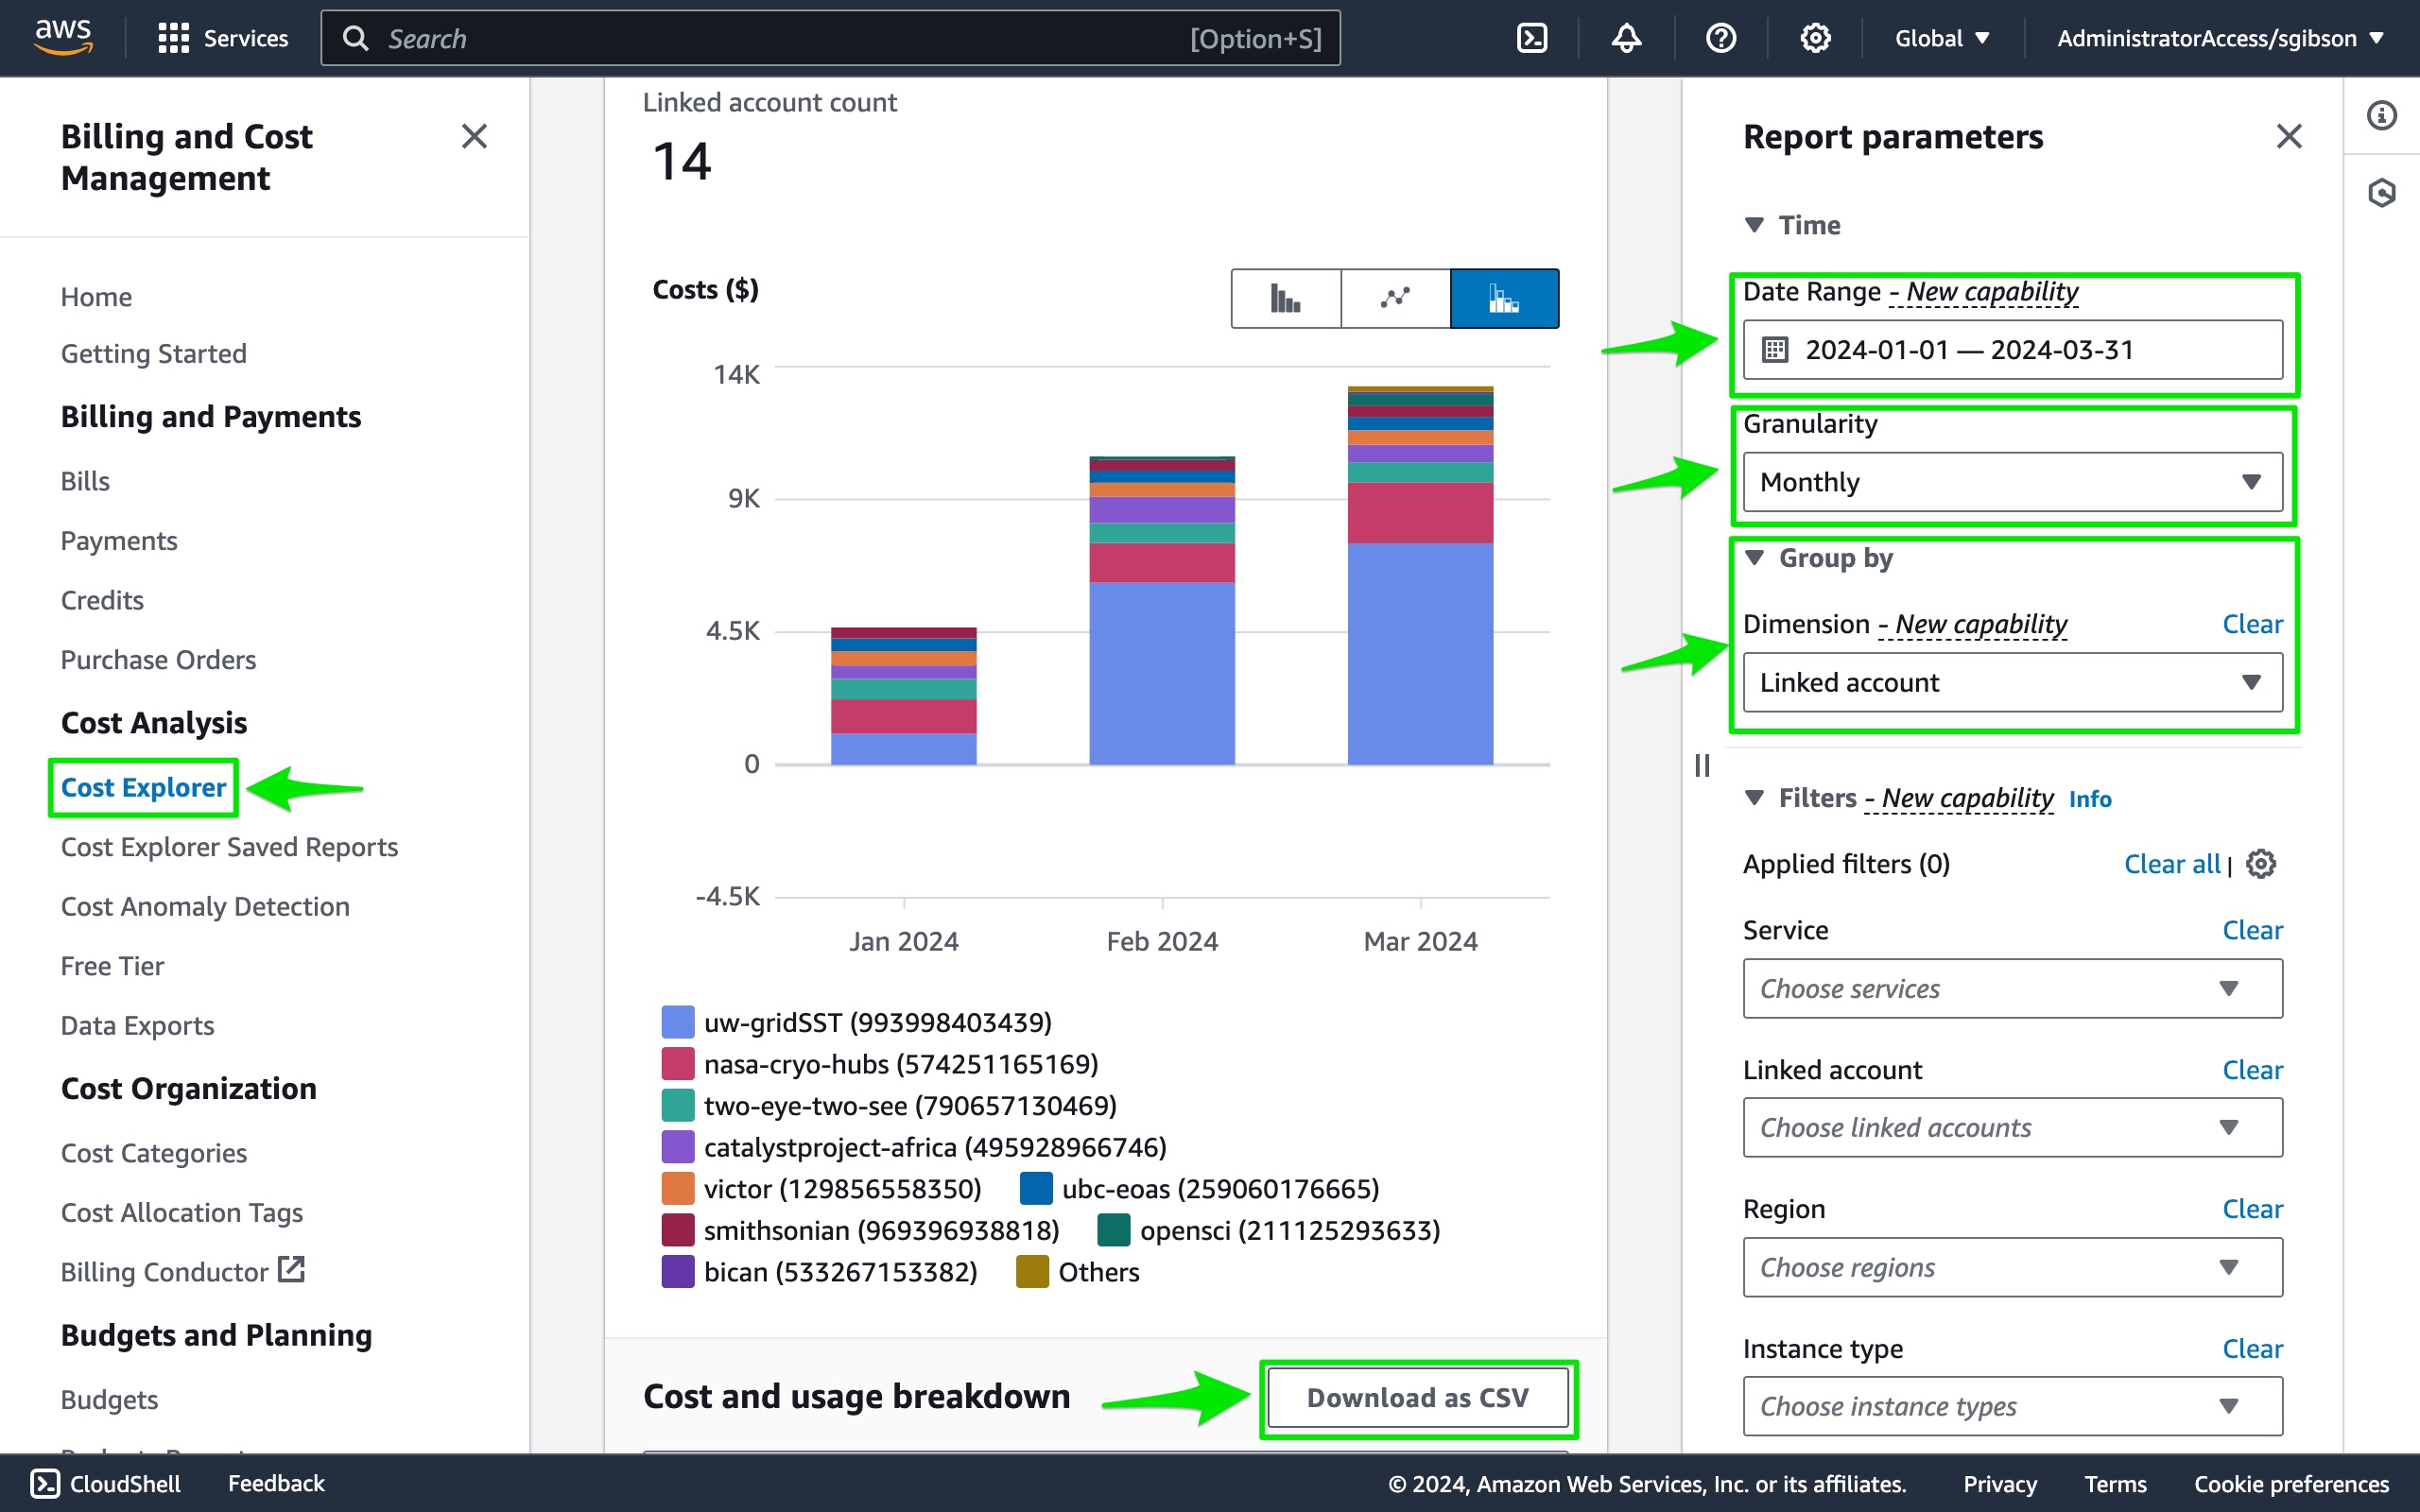 aws
Services
Search
[Option+S]
Global
AdministratorAccess/sgibson
Billing and Cost
Management
Home
Getting Started
Billing and Payments
Bills
Payments
Credits
Purchase Orders
Cost Analysis
Cost Explorer
Cost Explorer Saved Reports
Cost Anomaly Detection
Free Tier
Data Exports
Cost Organization
Cost Categories
Cost Allocation Tags
Billing Conductor
Budgets and Planning
Budgets
Linked account count
14
Costs ($)
14K
9K
4.5K
0
-4.5K
Jan 2024
Feb 2024
Mar 2024
uw-gridSST (993998403439)
nasa-cryo-hubs (574251165169)
two-eye-two-see (790657130469)
catalystproject-africa (495928966746)
victor (129856558350) ubc-eoas (259060176665)
smithsonian (969396938818) opensci (211125293633)
bican (533267153382) Others
Cost and usage breakdown
Download as CSV
Report parameters
Time
Date Range - New capability
2024-01-01 — 2024-03-31
Granularity
Monthly
Group by
Dimension - New capability Clear
Linked account
Filters - New capability Info
Applied filters (0) Clear all |
Service Clear
Choose services
Linked account Clear
Choose linked accounts
Region Clear
Choose regions
Instance type Clear
Choose instance types
CloudShell
Feedback
© 2024, Amazon Web Services, Inc. or its affiliates.
Privacy
Terms
Cookie preferences